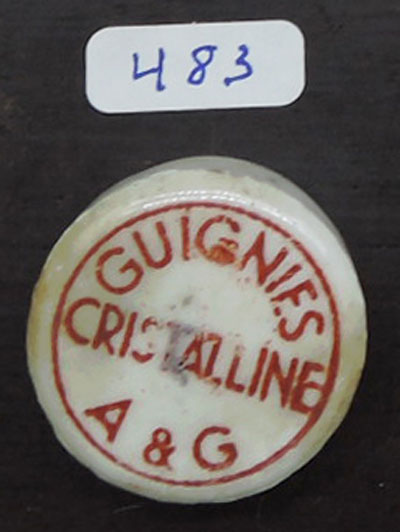 483
GUIGNIES
CRISTALLINE
A & G